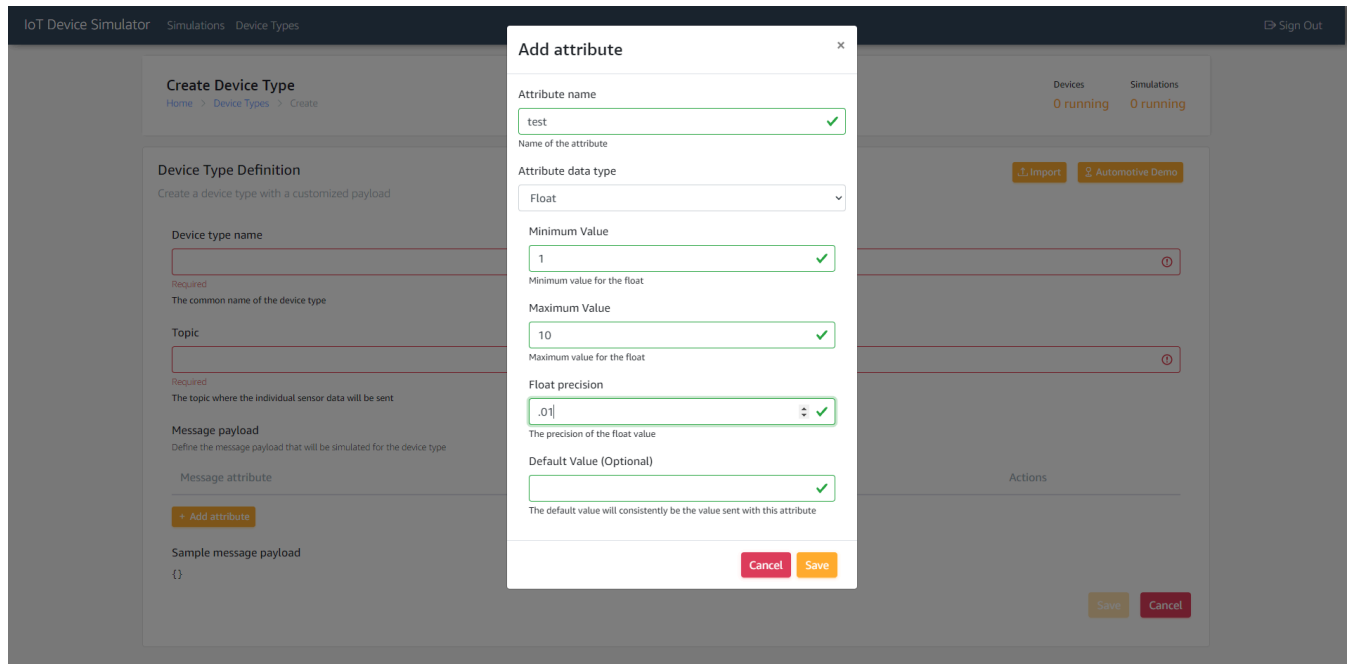 IoT Device Simulator Simulations Device Types Sign Out
Create Device Type
Home > Device Types > Create
Devices Simulations
0 running 0 running
Device Type Definition
Create a device type with a customized payload
Import Automotive Demo
Device type name
Required
The common name of the device type
Topic
Required
The topic where the individual sensor data will be sent
Message payload
Define the message payload that will be simulated for the device type
Message attribute Actions
+ Add attribute
Sample message payload
{}
Save Cancel
Add attribute ×
Attribute name
test
Name of the attribute
Attribute data type
Float
Minimum Value
1
Minimum value for the float
Maximum Value
10
Maximum value for the float
Float precision
.01
The precision of the float value
Default Value (Optional)
The default value will consistently be the value sent with this attribute
Cancel Save